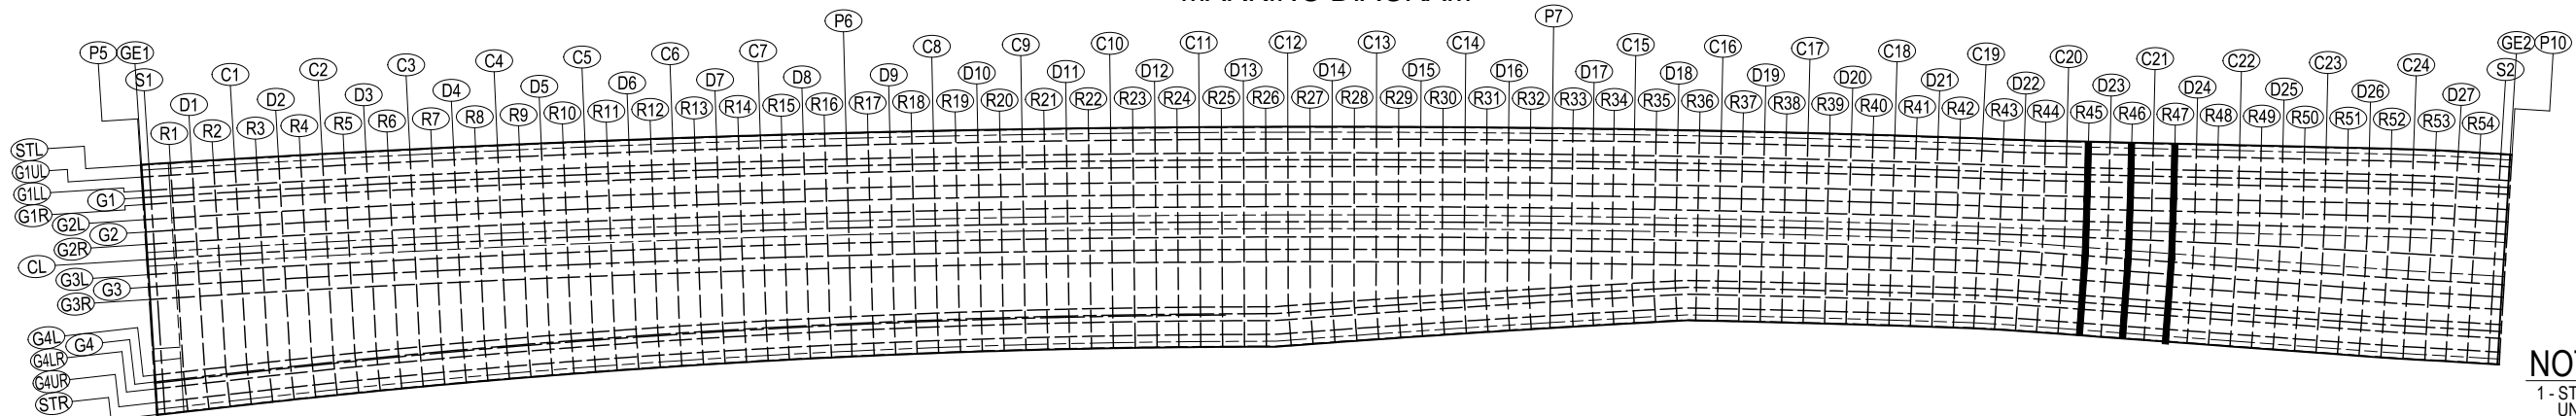 P6
P7
P5 GE1
GE2 P10
S1
S2
C1 C2 C3 C4 C5 C6 C7 C8 C9 C10 C11 C12 C13 C14 C15 C16 C17 C18 C19 C20 C21 C22 C23 C24
D1 D2 D3 D4 D5 D6 D7 D8 D9 D10 D11 D12 D13 D14 D15 D16 D17 D18 D19 D20 D21 D22 D23 D24 D25 D26 D27
R1 R2 R3 R4 R5 R6 R7 R8 R9 R10 R11 R12 R13 R14 R15 R16 R17 R18 R19 R20 R21 R22 R23 R24 R25 R26 R27 R28 R29 R30 R31 R32 R33 R34 R35 R36 R37 R38 R39 R40 R41 R42 R43 R44 R45 R46 R47 R48 R49 R50 R51 R52 R53 R54
STL
G1UL
G1LL
G1
G1R
G2L
G2
G2R
CL
G3L
G3
G3R
G4L
G4
G4LR
G4UR
STR